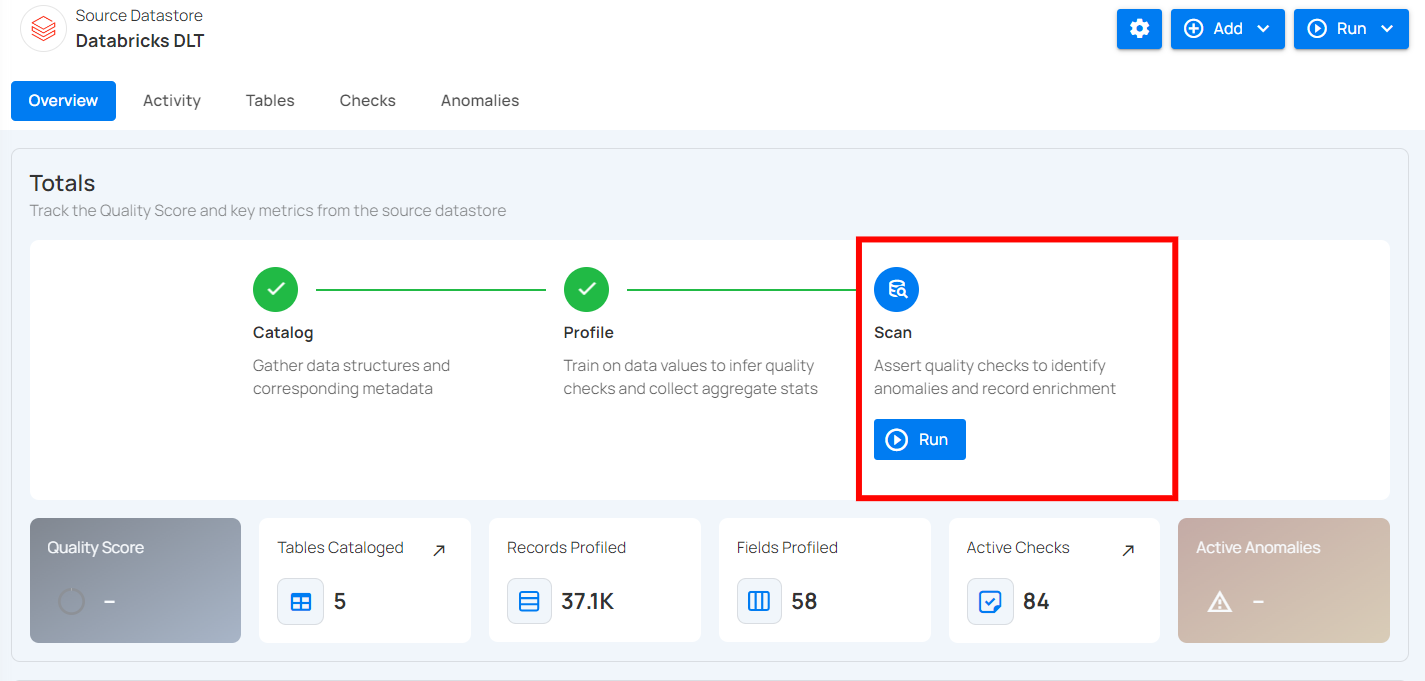 Source Datastore
Databricks DLT
Add
Run
Overview
Activity
Tables
Checks
Anomalies
Totals
Track the Quality Score and key metrics from the source datastore
Catalog
Gather data structures and
corresponding metadata
Profile
Train on data values to infer quality
checks and collect aggregate stats
Scan
Assert quality checks to identify
anomalies and record enrichment
Run
Quality Score
–
Tables Cataloged
5
Records Profiled
37.1K
Fields Profiled
58
Active Checks
84
Active Anomalies
–